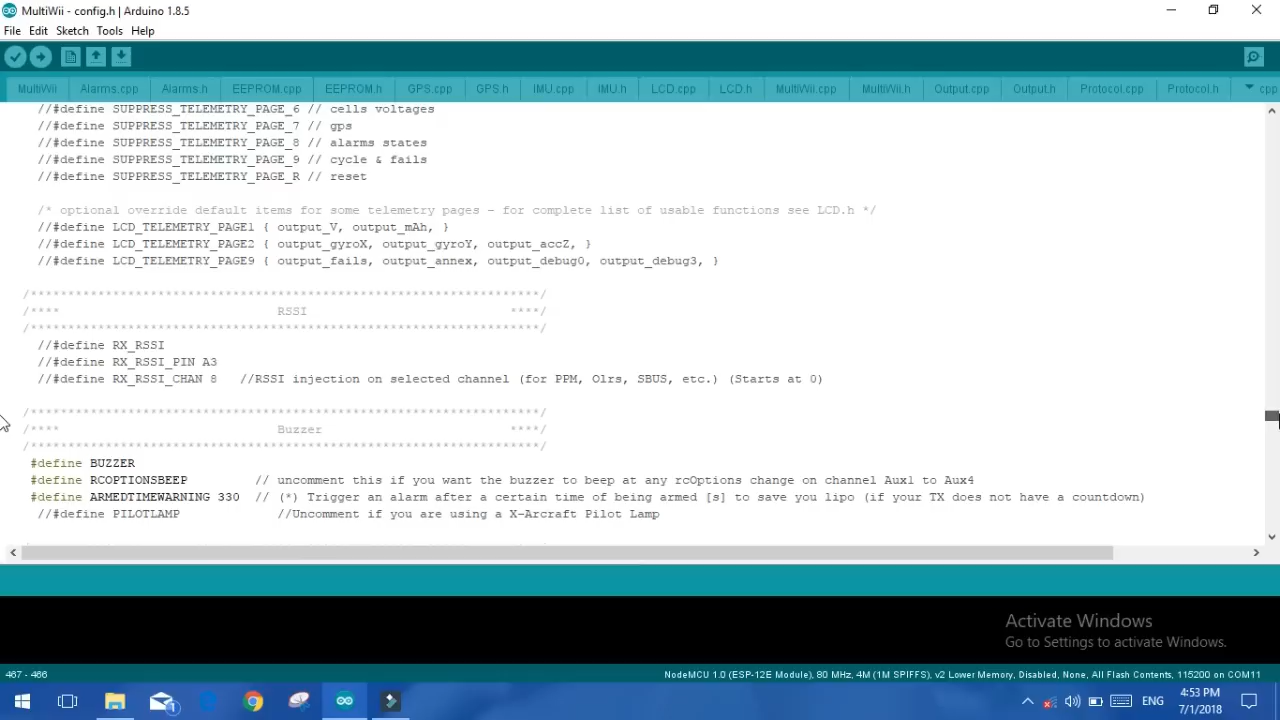 MultiWii - config.h | Arduino 1.8.5
File Edit Sketch Tools Help
MultiWii Alarms.cpp Alarms.h EEPROM.cpp EEPROM.h GPS.cpp GPS.h IMU.cpp IMU.h LCD.cpp LCD.h MultiWii.cpp MultiWii.h Output.cpp Output.h Protocol.cpp Protocol.h cpp
//#define SUPPRESS_TELEMETRY_PAGE_6 // cells voltages
//#define SUPPRESS_TELEMETRY_PAGE_7 // gps
//#define SUPPRESS_TELEMETRY_PAGE_8 // alarms states
//#define SUPPRESS_TELEMETRY_PAGE_9 // cycle & fails
//#define SUPPRESS_TELEMETRY_PAGE_R // reset
/* optional override default items for some telemetry pages - for complete list of usable functions see LCD.h */
//#define LCD_TELEMETRY_PAGE1 { output_V, output_mAh, }
//#define LCD_TELEMETRY_PAGE2 { output_gyroX, output_gyroY, output_accZ, }
//#define LCD_TELEMETRY_PAGE9 { output_fails, output_annex, output_debug0, output_debug3, }
/********************************************************************/
/**** RSSI ****/
/********************************************************************/
//#define RX_RSSI
//#define RX_RSSI_PIN A3
//#define RX_RSSI_CHAN 8 //RSSI injection on selected channel (for PPM, Olrs, SBUS, etc.) (Starts at 0)
/********************************************************************/
/**** Buzzer ****/
/********************************************************************/
#define BUZZER
#define RCOPTIONSBEEP // uncomment this if you want the buzzer to beep at any rcOptions change on channel Aux1 to Aux4
#define ARMEDTIMEWARNING 330 // (*) Trigger an alarm after a certain time of being armed [s] to save you lipo (if your TX does not have a countdown)
//#define PILOTLAMP //Uncomment if you are using a X-Arcraft Pilot Lamp
Activate Windows
Go to Settings to activate Windows.
467 - 466 NodeMCU 1.0 (ESP-12E Module), 80 MHz, 4M (1M SPIFFS), v2 Lower Memory, Disabled, None, All Flash Contents, 115200 on COM11
1 ENG 4:53 PM
7/1/2018